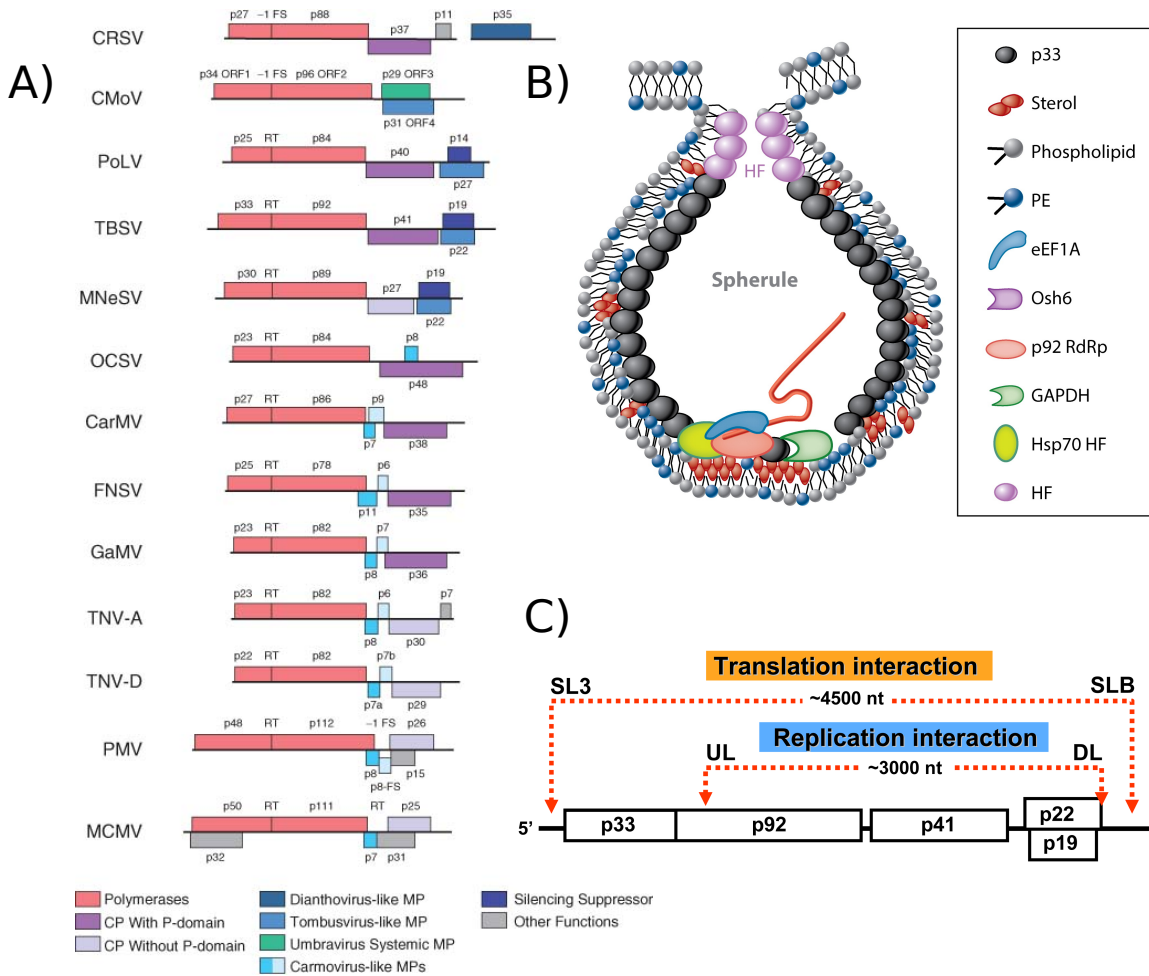 A)
p27 −1 FS p88 p11 p35
CRSV
p37
p34 ORF1 −1 FS p96 ORF2 p29 ORF3
CMoV
p31 ORF4
p25 RT p84 p40 p14
PoLV
p27
p33 RT p92 p41 p19
TBSV
p22
p30 RT p89 p27 p19
MNeSV
p22
p23 RT p84 p8
OCSV
p48
p27 RT p86 p9
CarMV
p7 p38
p25 RT p78 p6
FNSV
p11 p35
p23 RT p82 p7
GaMV
p8 p36
p23 RT p82 p6 p7
TNV-A
p8 p30
p22 RT p82 p7b
TNV-D
p7a p29
p48 RT p112 −1 FS p26
PMV
p8 p15
p8-FS
p50 RT p111 RT p25
MCMV
p32 p7 p31
Polymerases
CP With P-domain
CP Without P-domain
Dianthovirus-like MP
Tombusvirus-like MP
Umbravirus Systemic MP
Carmovirus-like MPs
Silencing Suppressor
Other Functions
B)
HF
Spherule
p33
Sterol
Phospholipid
PE
eEF1A
Osh6
p92 RdRp
GAPDH
Hsp70 HF
HF
C)
Translation interaction
SL3 ~4500 nt SLB
Replication interaction
UL ~3000 nt DL
5’ p33 p92 p41 p22
p19